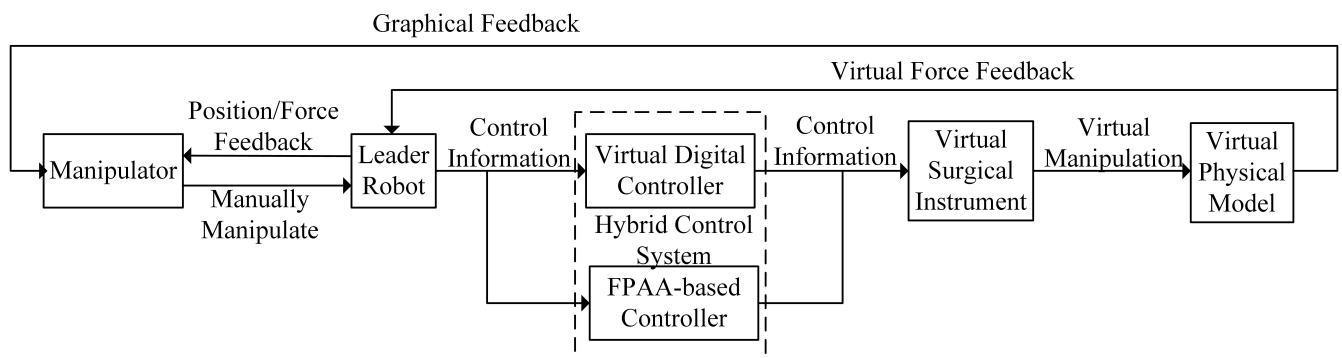 Graphical Feedback
Virtual Force Feedback
Position/Force
Feedback
Manipulator
Manually
Manipulate
Leader
Robot
Control
Information
Virtual Digital
Controller
Hybrid Control
System
FPAA-based
Controller
Control
Information
Virtual
Surgical
Instrument
Virtual
Manipulation
Virtual
Physical
Model